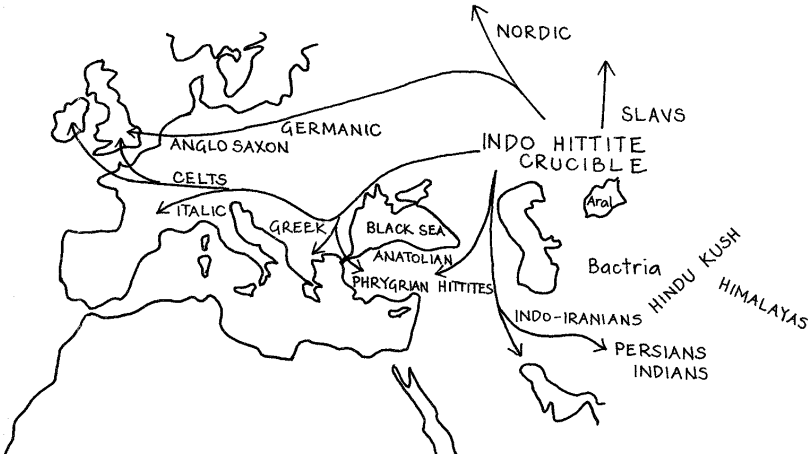 NORDIC
SLAVS
GERMANIC
ANGLO SAXON
INDO HITTITE
CRUCIBLE
CELTS
ITALIC
Aral
GREEK
BLACK SEA
ANATOLIAN
Bactria
HINDU KUSH
PHRYGRIAN HITTITES
HIMALAYAS
INDO-IRANIANS
PERSIANS
INDIANS